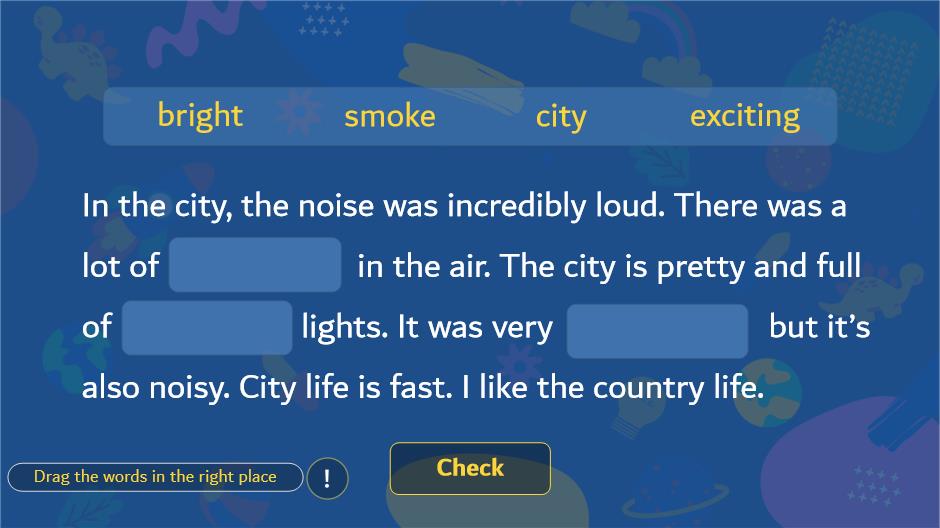 bright smoke city exciting
In the city, the noise was incredibly loud. There was a
lot of in the air. The city is pretty and full
of lights. It was very but it’s
also noisy. City life is fast. I like the country life.
Drag the words in the right place ! Check